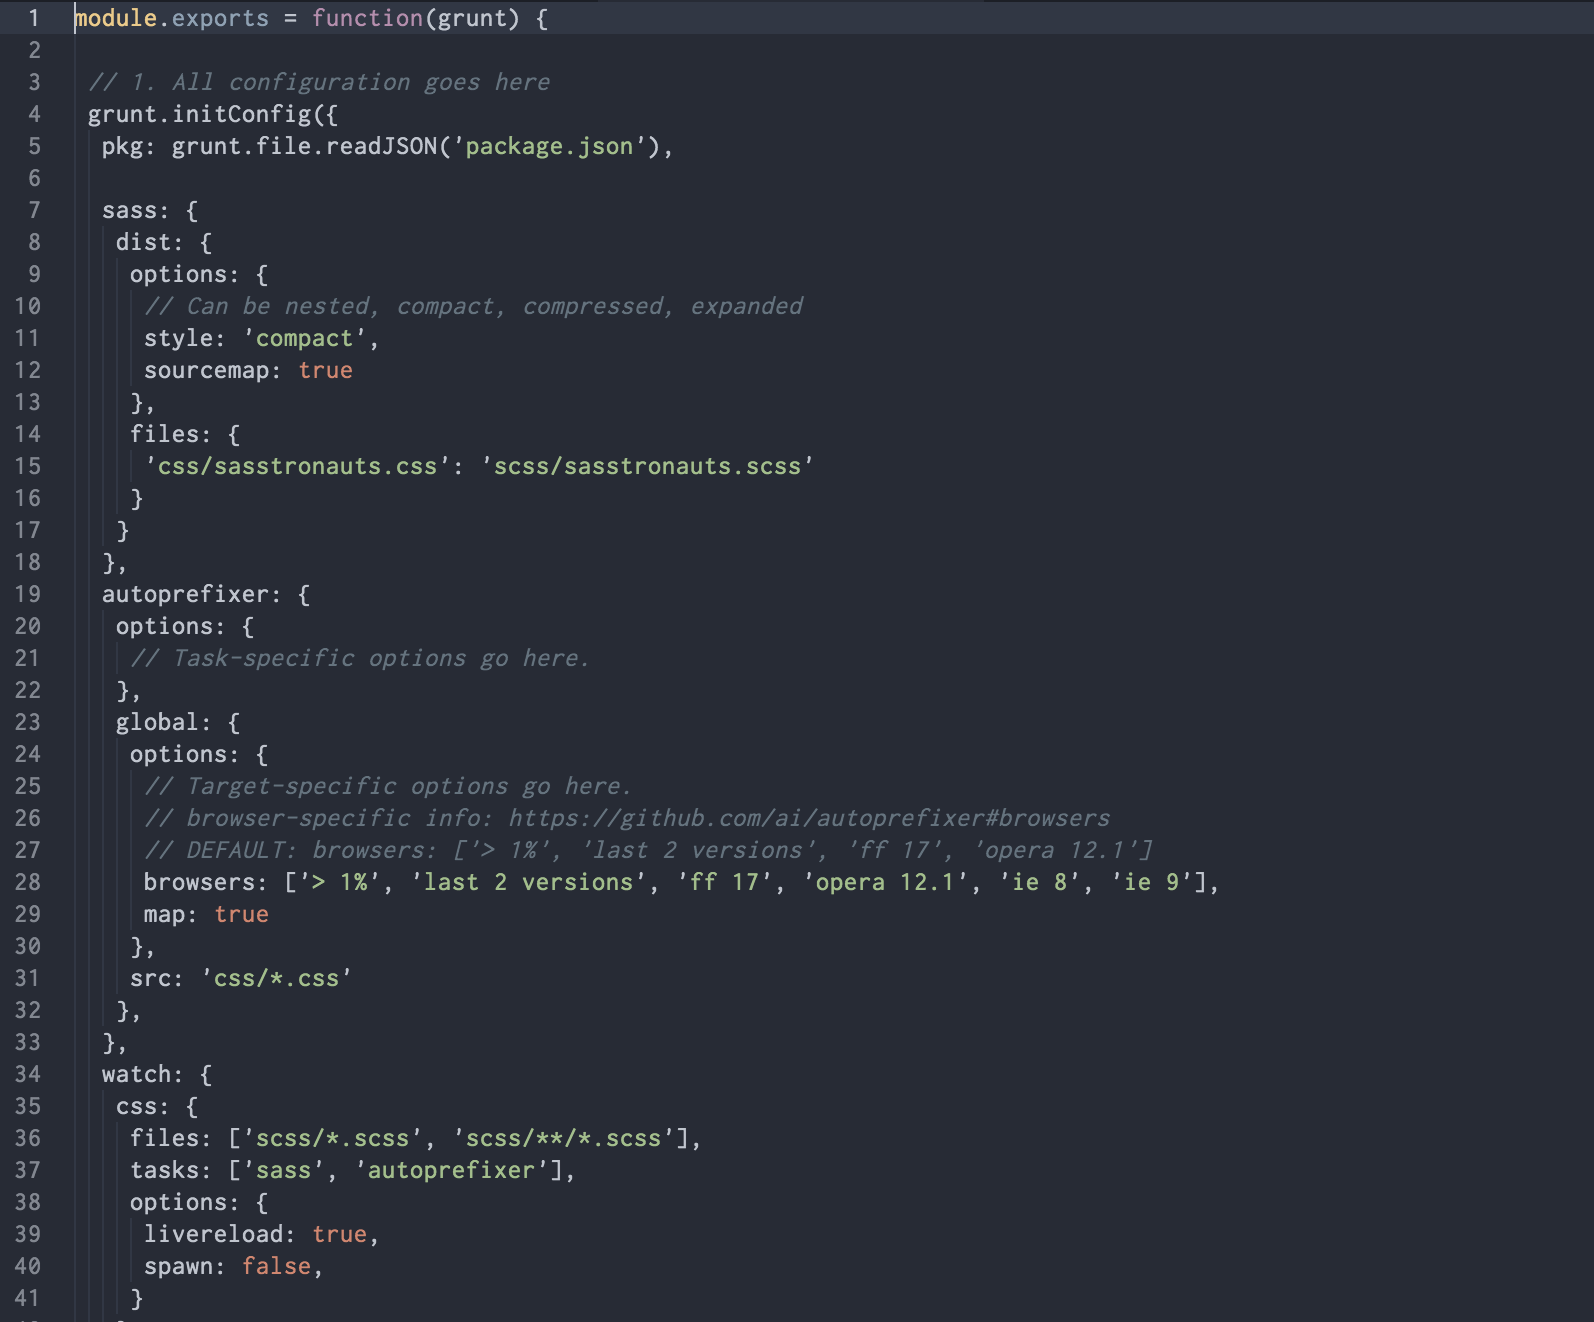 1 module.exports = function(grunt) {
2
3 // 1. All configuration goes here
4 grunt.initConfig({
5 pkg: grunt.file.readJSON('package.json'),
6
7 sass: {
8 dist: {
9 options: {
10 // Can be nested, compact, compressed, expanded
11 style: 'compact',
12 sourcemap: true
13 },
14 files: {
15 'css/sasstronauts.css': 'scss/sasstronauts.scss'
16 }
17 }
18 },
19 autoprefixer: {
20 options: {
21 // Task-specific options go here.
22 },
23 global: {
24 options: {
25 // Target-specific options go here.
26 // browser-specific info: https://github.com/ai/autoprefixer#browsers
27 // DEFAULT: browsers: ['> 1%', 'last 2 versions', 'ff 17', 'opera 12.1']
28 browsers: ['> 1%', 'last 2 versions', 'ff 17', 'opera 12.1', 'ie 8', 'ie 9'],
29 map: true
30 },
31 src: 'css/*.css'
32 },
33 },
34 watch: {
35 css: {
36 files: ['scss/*.scss', 'scss/**/*.scss'],
37 tasks: ['sass', 'autoprefixer'],
38 options: {
39 livereload: true,
40 spawn: false,
41 }